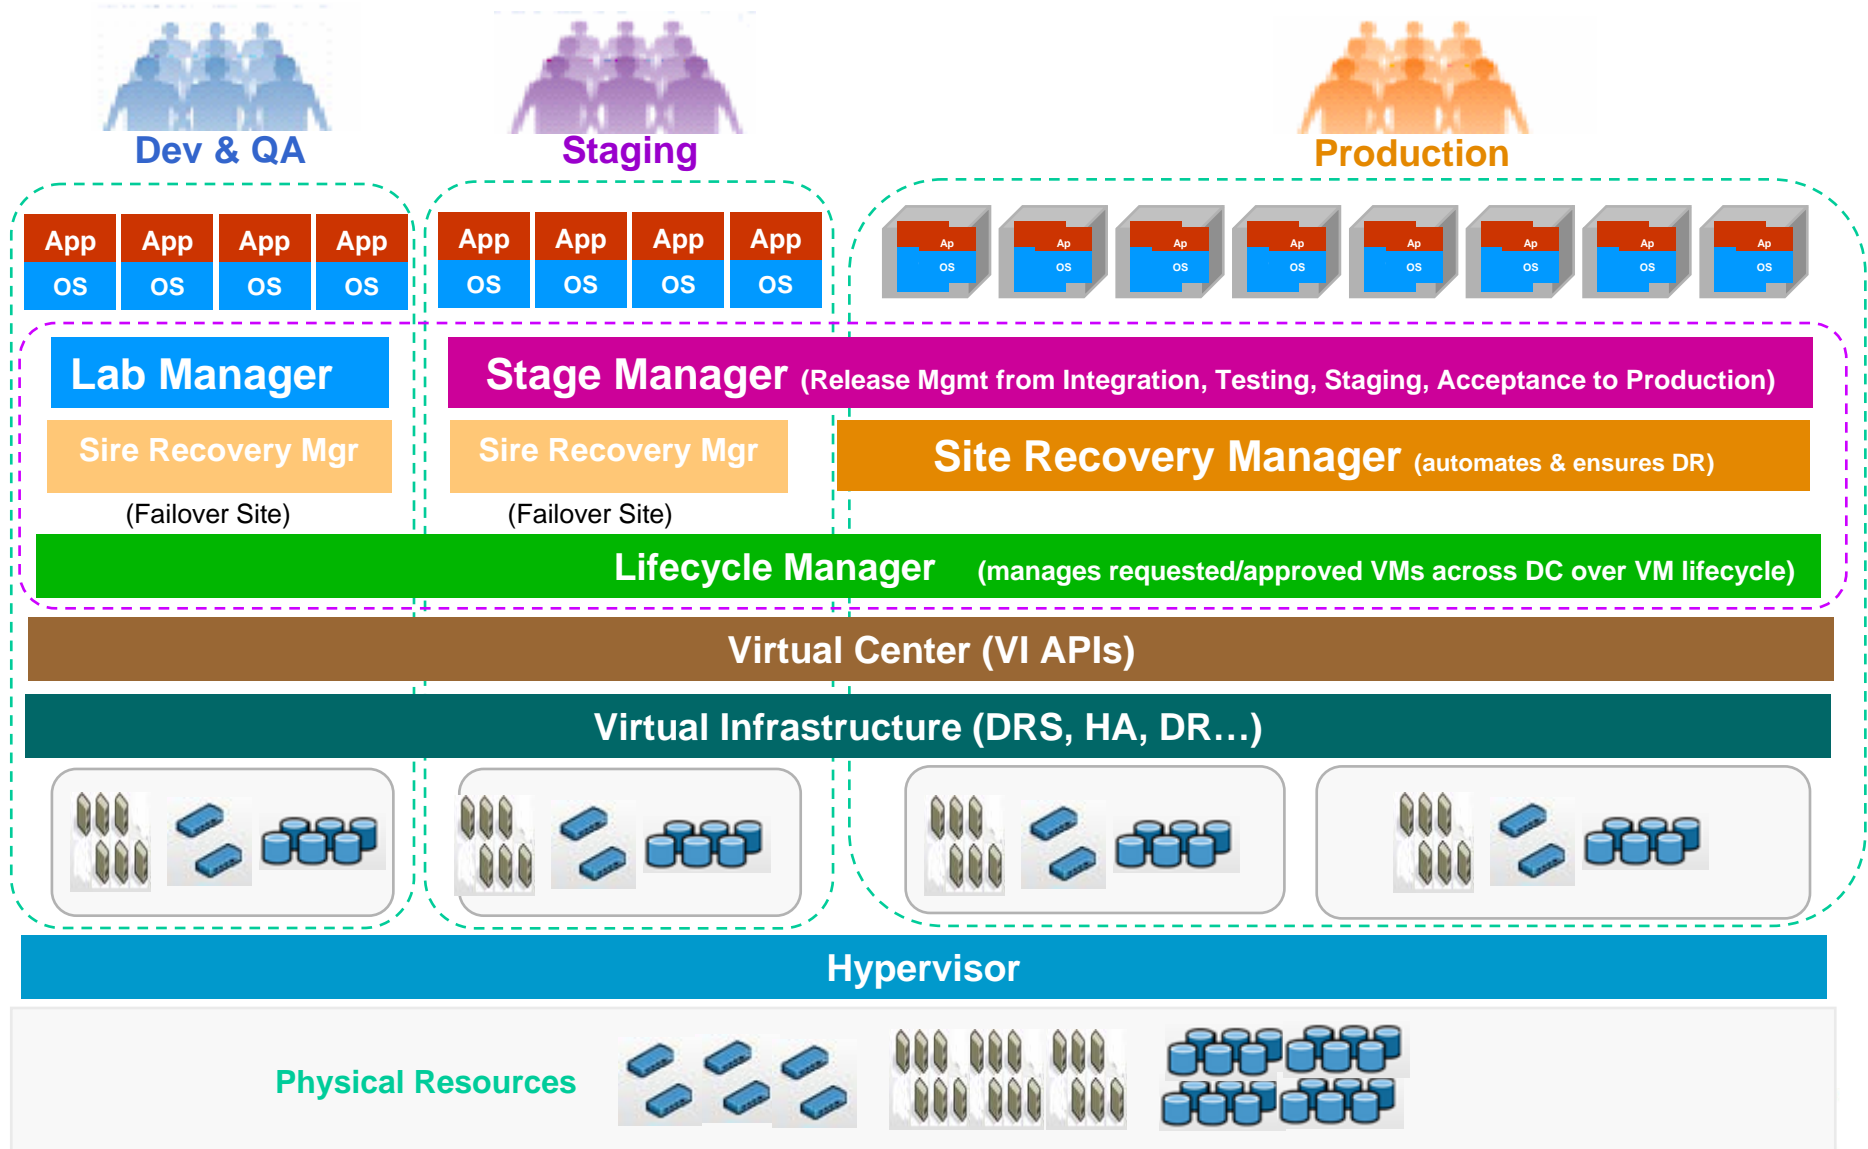 Dev & QA
Staging
Production
App App App App
OS OS OS OS
App App App App
OS OS OS OS
Ap Ap Ap Ap Ap Ap Ap Ap
OS OS OS OS OS OS OS OS
Lab Manager
Stage Manager (Release Mgmt from Integration, Testing, Staging, Acceptance to Production)
Sire Recovery Mgr
Sire Recovery Mgr
Site Recovery Manager (automates & ensures DR)
(Failover Site)
(Failover Site)
Lifecycle Manager (manages requested/approved VMs across DC over VM lifecycle)
Virtual Center (VI APIs)
Virtual Infrastructure (DRS, HA, DR…)
Hypervisor
Physical Resources